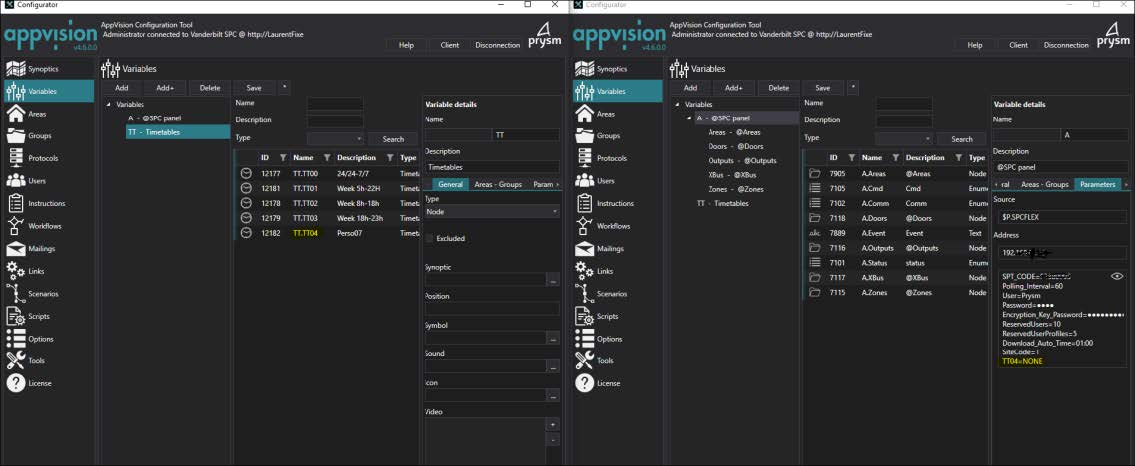 Configurator
appvision
v4.6.0.0
AppVision Configuration Tool
Administrator connected to Vanderbilt SPC @ http://LaurentFixe
Help Client Disconnection
prysm
Synoptics
Variables
Areas
Groups
Protocols
Users
Instructions
Workflows
Mailings
Links
Scenarios
Scripts
Options
Tools
License
Variables
Add Add+ Delete Save *
Variables
A - @SPC panel
TT - Timetables
Name
Description
Type Search
ID Name Description Type
12177 TT.TT00 24/24-7/7 Timeta
12181 TT.TT01 Week 5h-22H Timeta
12178 TT.TT02 Week 8h-18h Timeta
12179 TT.TT03 Week 18h-23h Timeta
12182 TT.TT04 Perso07 Timeta
Variable details
Name
TT
Description
Timetables
General Areas - Groups Param
Type
Node
Excluded
Synoptic
...
Position
Symbol
...
Sound
...
Icon
...
Video
+
-
Configurator
appvision
v4.6.0.0
AppVision Configuration Tool
Administrator connected to Vanderbilt SPC @ http://LaurentFixe
Help Client Disconnection
prysm
Synoptics
Variables
Areas
Groups
Protocols
Users
Instructions
Workflows
Mailings
Links
Scenarios
Scripts
Options
Tools
License
Variables
Add Add+ Delete Save *
Variables
A - @SPC panel
Areas - @Areas
Doors - @Doors
Outputs - @Outputs
XBus - @XBus
Zones - @Zones
TT - Timetables
Name
Description
Type Search
ID Name Description Type
7905 A.Areas @Areas Node
7105 A.Cmd Cmd Enum
7102 A.Comm Comm Enum
7118 A.Doors @Doors Node
7889 A.Event Event Text
7116 A.Outputs @Outputs Node
7101 A.Status status Enum
7117 A.XBus @XBus Node
7115 A.Zones @Zones Node
Variable details
Name
A
Description
@SPC panel
ral Areas - Groups Parameters
Source
$P.SPCFLEX
Address
192.
SPT_CODE=
Polling_Interval=60
User=Prysm
Password=••••
Encryption_Key_Password=•••••••••
ReservedUsers=10
ReservedUserProfiles=5
Download_Auto_Time=01:00
SiteCode=1
TT04=NONE